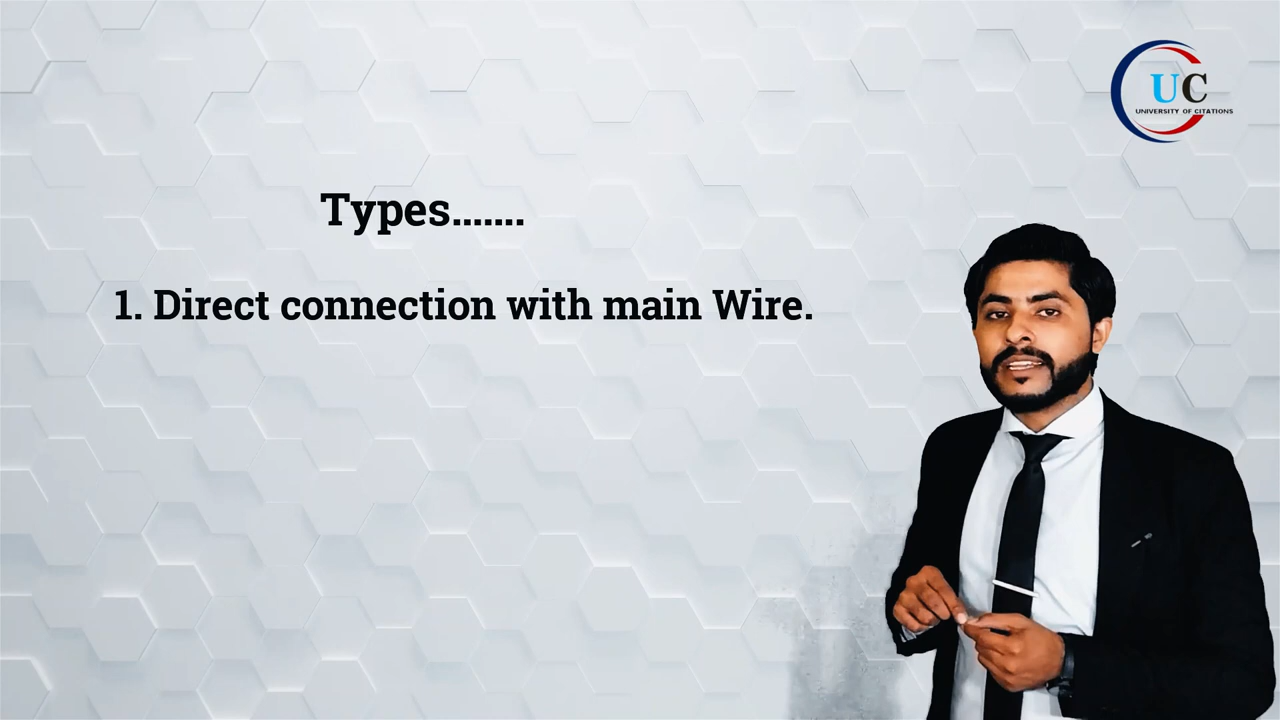 UC
UNIVERSITY OF CITATIONS
Types.......
1. Direct connection with main Wire.